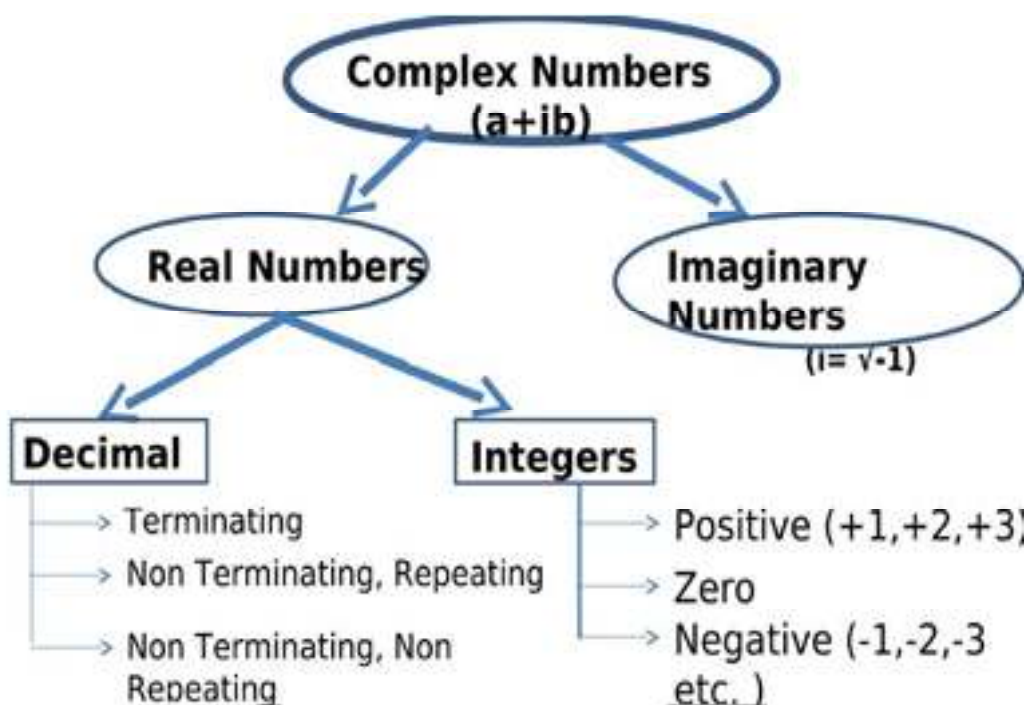 Complex Numbers
(a+ib)
Real Numbers
Imaginary
Numbers
(i= √-1)
Decimal
Integers
Terminating
Non Terminating, Repeating
Non Terminating, Non
Repeating
Positive (+1,+2,+3)
Zero
Negative (-1,-2,-3
etc. )